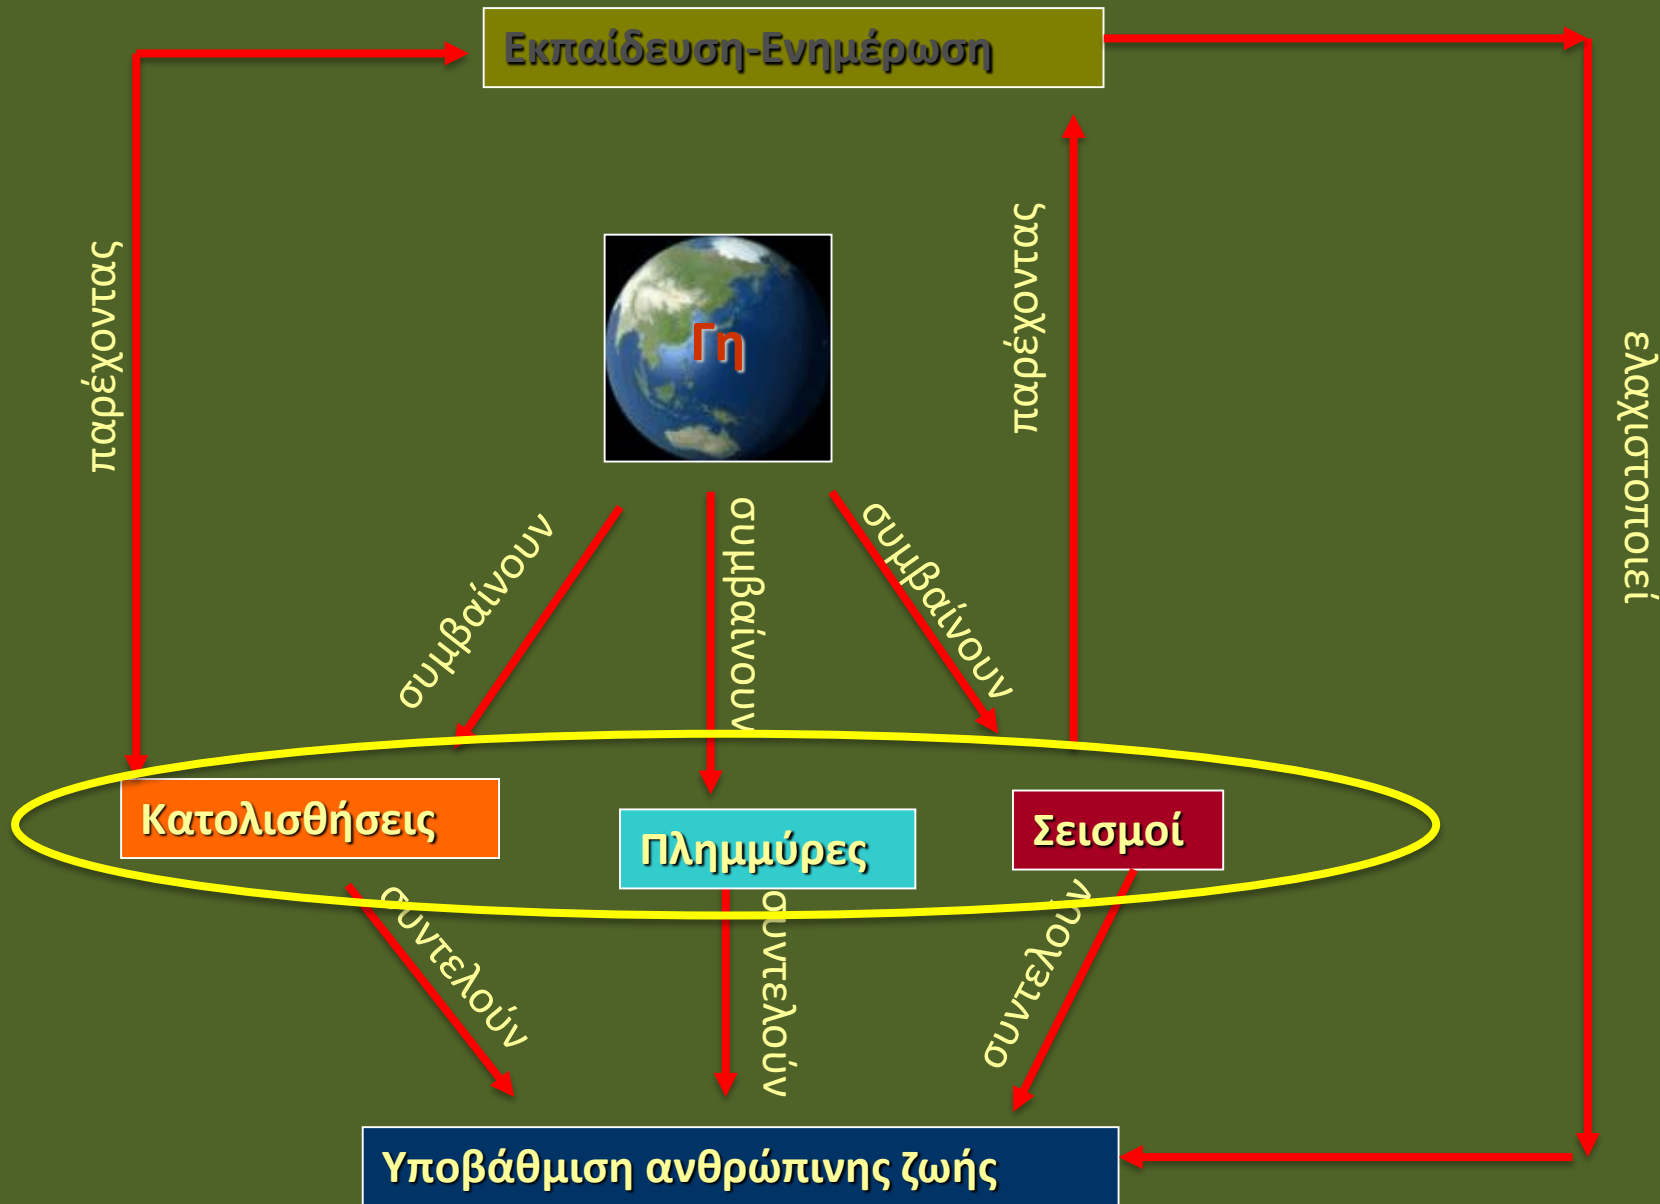 Εκπαίδευση-Ενημέρωση
παρέχοντας
Γη
παρέχοντας
ελαχιστοποιεί
συμβαίνουν
συμβαίνουν
συμβαίνουν
Κατολισθήσεις
Πλημμύρες
Σεισμοί
συντελούν
συντελούν
συντελούν
Υποβάθμιση ανθρώπινης ζωής